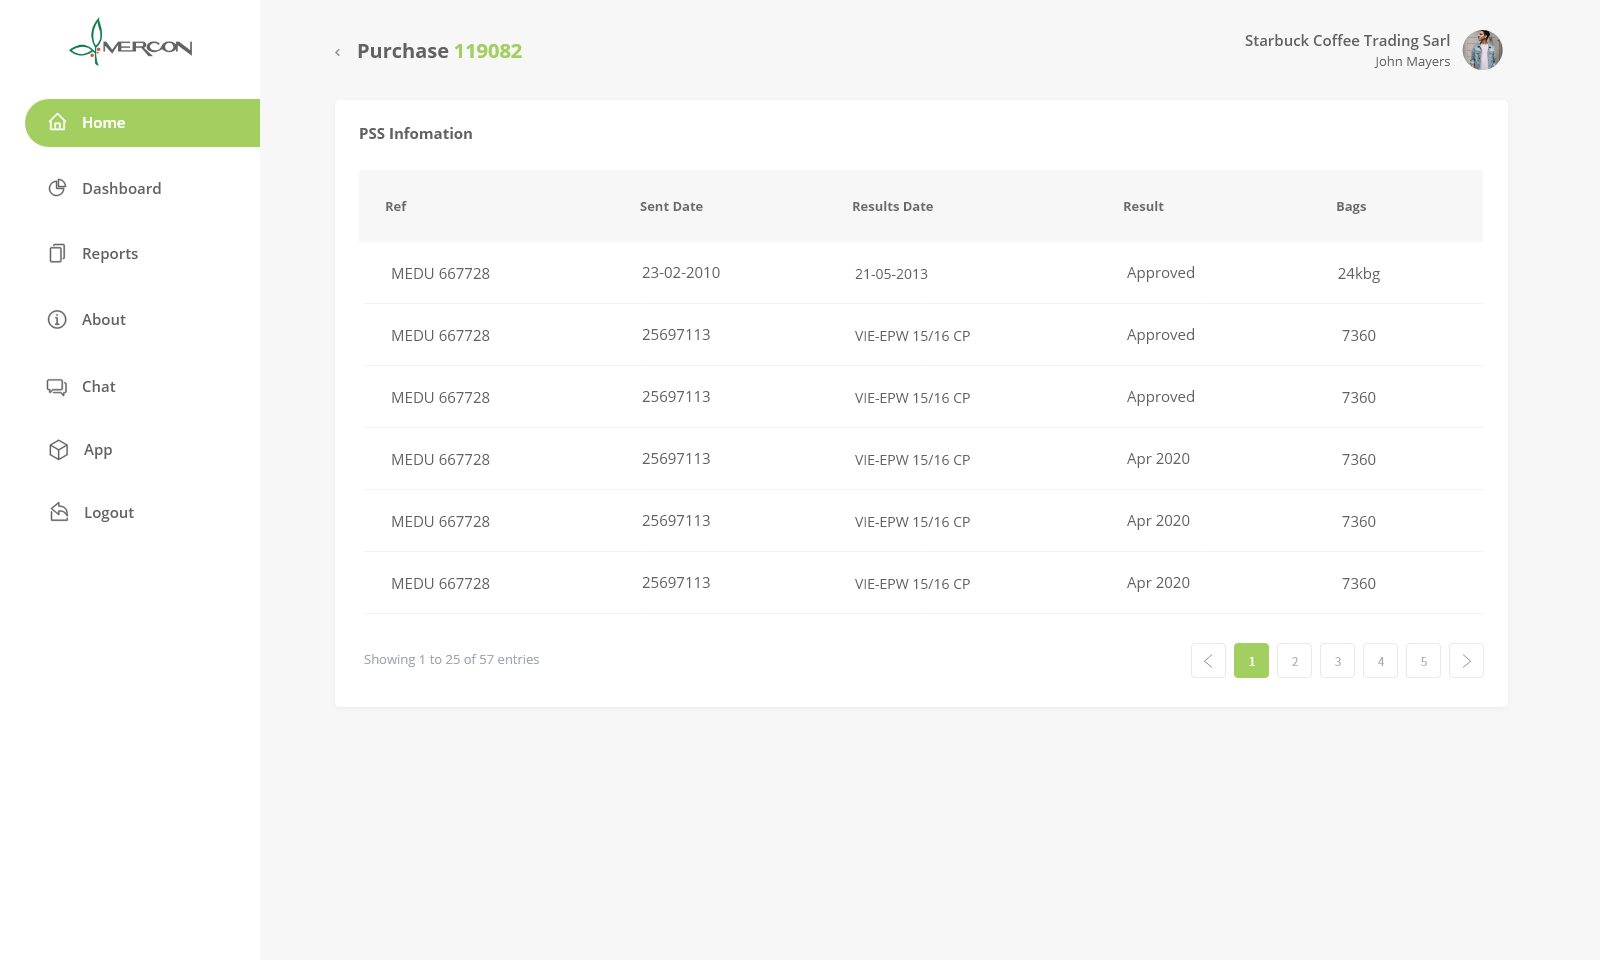 MERCON
Home
Dashboard
Reports
About
Chat
App
Logout
‹ Purchase 119082
Starbuck Coffee Trading Sarl
John Mayers
PSS Infomation
Ref Sent Date Results Date Result Bags
MEDU 667728 23-02-2010 21-05-2013 Approved 24kbg
MEDU 667728 25697113 VIE-EPW 15/16 CP Approved 7360
MEDU 667728 25697113 VIE-EPW 15/16 CP Approved 7360
MEDU 667728 25697113 VIE-EPW 15/16 CP Apr 2020 7360
MEDU 667728 25697113 VIE-EPW 15/16 CP Apr 2020 7360
MEDU 667728 25697113 VIE-EPW 15/16 CP Apr 2020 7360
Showing 1 to 25 of 57 entries
1 2 3 4 5